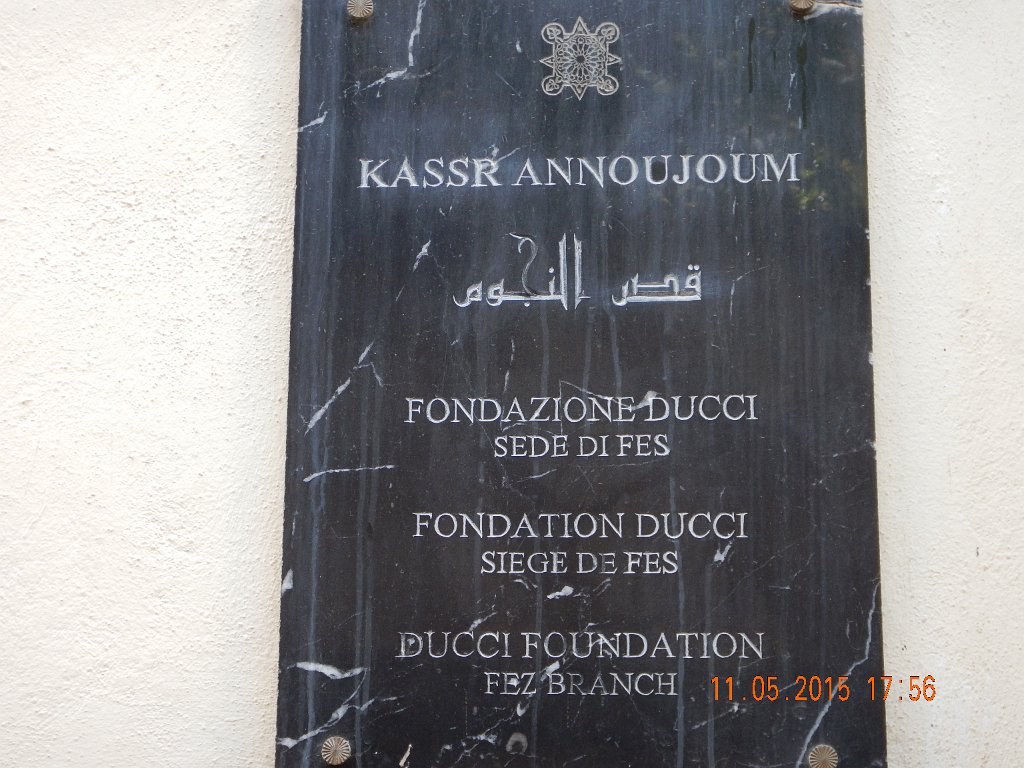 KASSR ANNOUJOUM
قصر النجوم
FONDAZIONE DUCCI
SEDE DI FES
FONDATION DUCCI
SIEGE DE FES
DUCCI FOUNDATION
FEZ BRANCH
11.05.2015 17:56